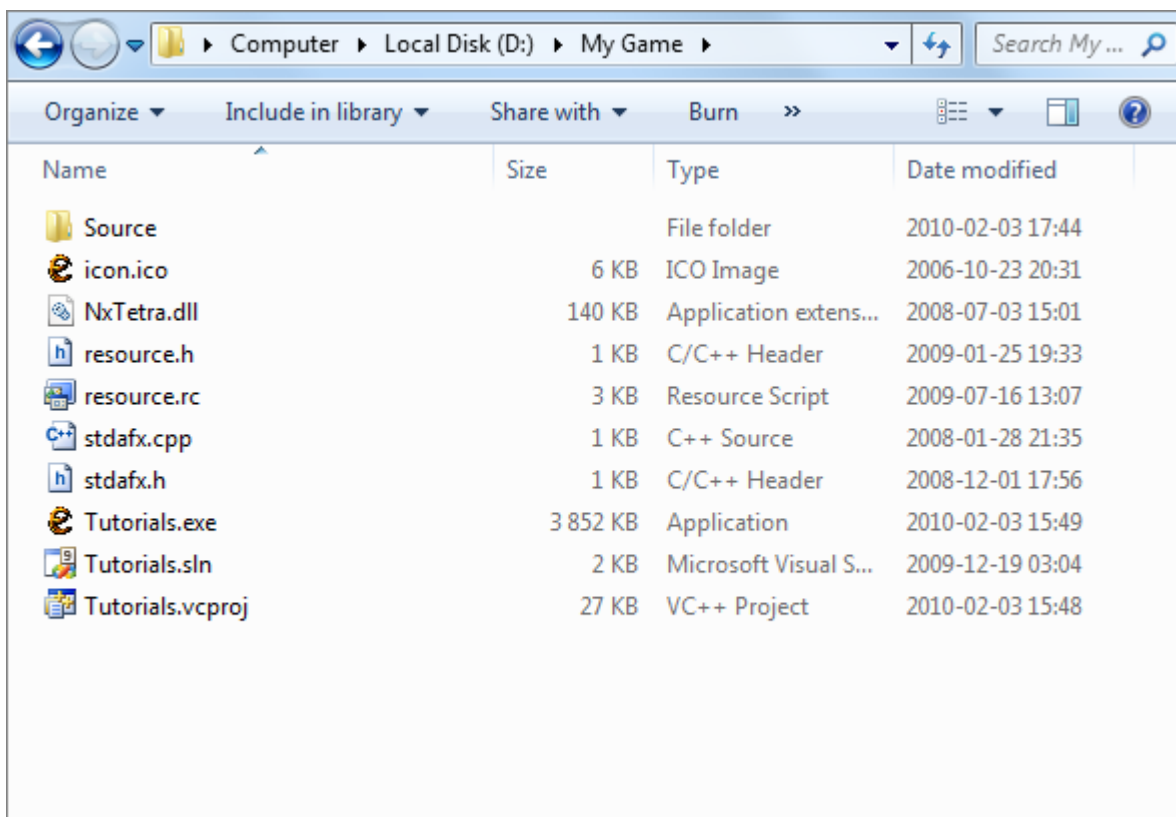 Computer Local Disk (D:) My Game Search My ...
Organize Include in library Share with Burn »
Name Size Type Date modified
Source File folder 2010-02-03 17:44
icon.ico 6 KB ICO Image 2006-10-23 20:31
NxTetra.dll 140 KB Application extens... 2008-07-03 15:01
resource.h 1 KB C/C++ Header 2009-01-25 19:33
resource.rc 3 KB Resource Script 2009-07-16 13:07
stdafx.cpp 1 KB C++ Source 2008-01-28 21:35
stdafx.h 1 KB C/C++ Header 2008-12-01 17:56
Tutorials.exe 3 852 KB Application 2010-02-03 15:49
Tutorials.sln 2 KB Microsoft Visual S... 2009-12-19 03:04
Tutorials.vcproj 27 KB VC++ Project 2010-02-03 15:48